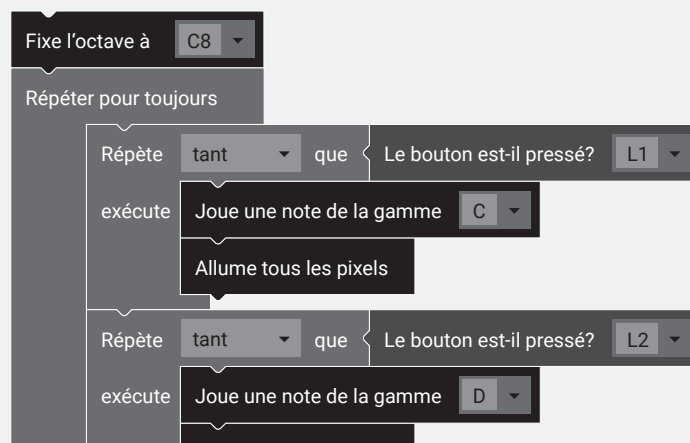 Fixe l'octave à C8
Répéter pour toujours
Répète tant que Le bouton est-il pressé? L1
exécute Joue une note de la gamme C
Allume tous les pixels
Répète tant que Le bouton est-il pressé? L2
exécute Joue une note de la gamme D